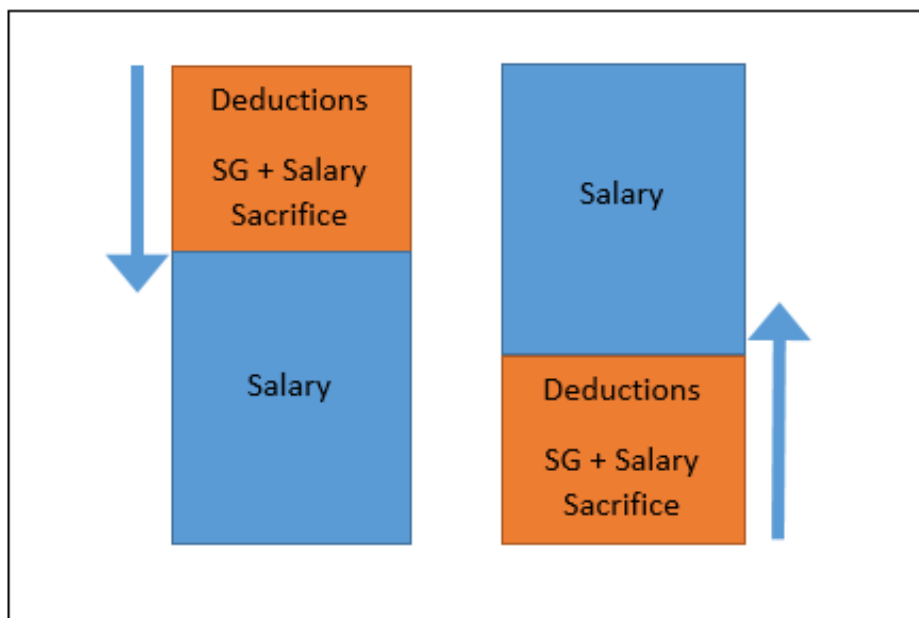 Deductions
SG + Salary
Sacrifice
Salary
Salary
Deductions
SG + Salary
Sacrifice